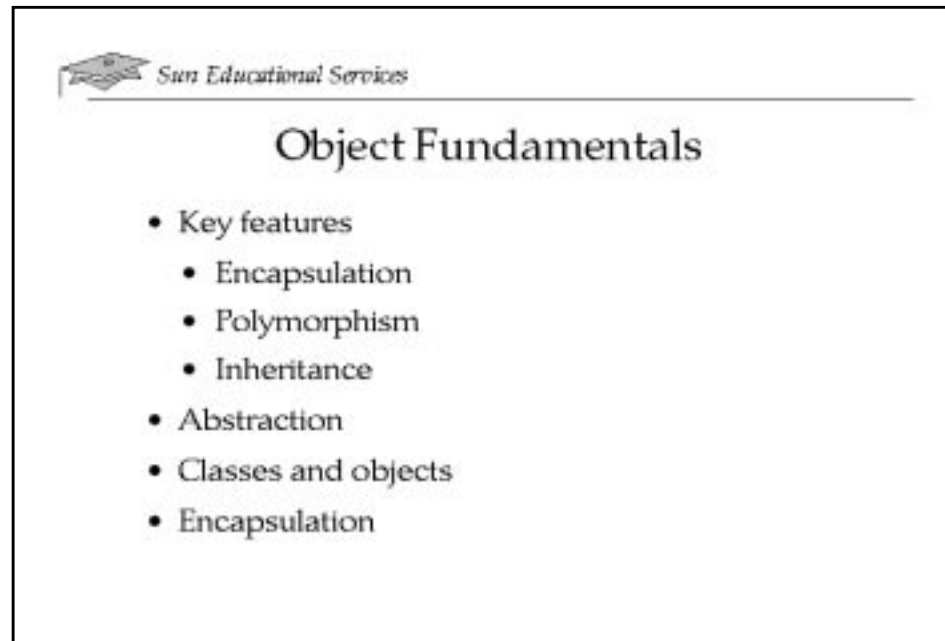 Sun Educational Services
Object Fundamentals
• Key features
• Encapsulation
• Polymorphism
• Inheritance
• Abstraction
• Classes and objects
• Encapsulation